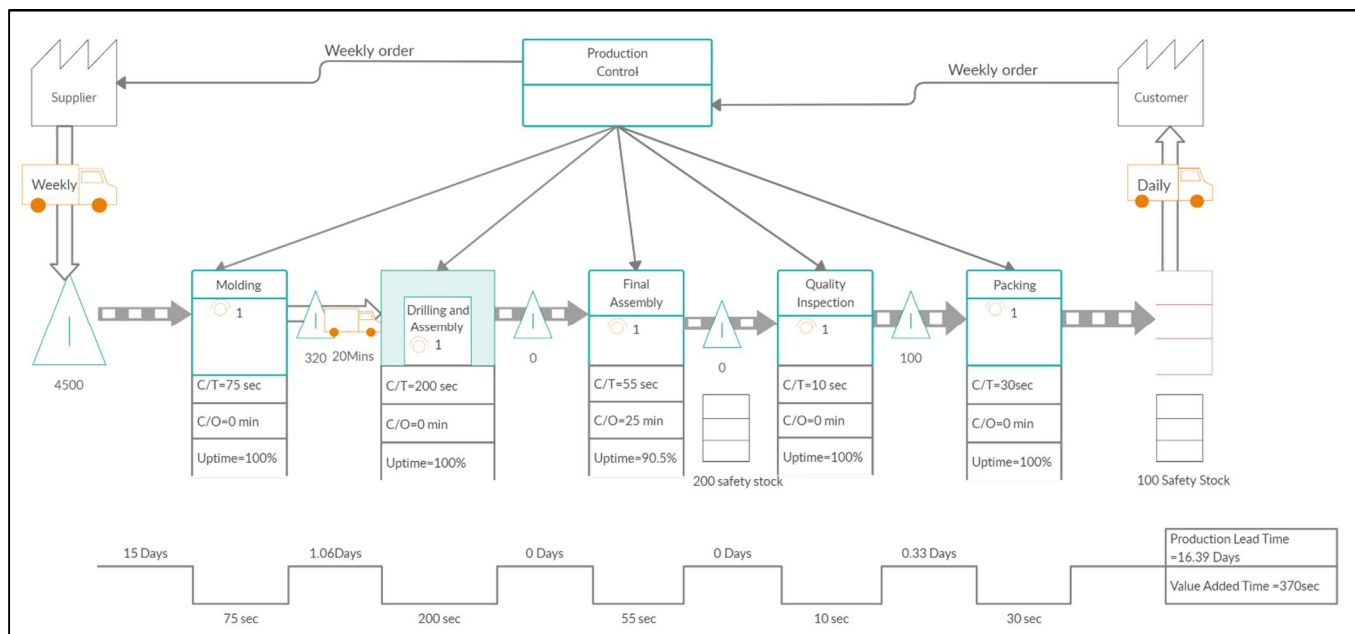 Weekly order
Production
Control
Weekly order
Supplier
Customer
Weekly
Daily
Molding
1
Drilling and
Assembly
1
Final
Assembly
1
Quality
Inspection
1
Packing
1
4500
320
20Mins
0
0
100
C/T=75 sec
C/O=0 min
Uptime=100%
C/T=200 sec
C/O=0 min
Uptime=100%
C/T=55 sec
C/O=25 min
Uptime=90.5%
C/T=10 sec
C/O=0 min
Uptime=100%
C/T=30sec
C/O=0 min
Uptime=100%
200 safety stock
100 Safety Stock
15 Days
1.06Days
0 Days
0 Days
0.33 Days
75 sec
200 sec
55 sec
10 sec
30 sec
Production Lead Time
=16.39 Days
Value Added Time =370sec